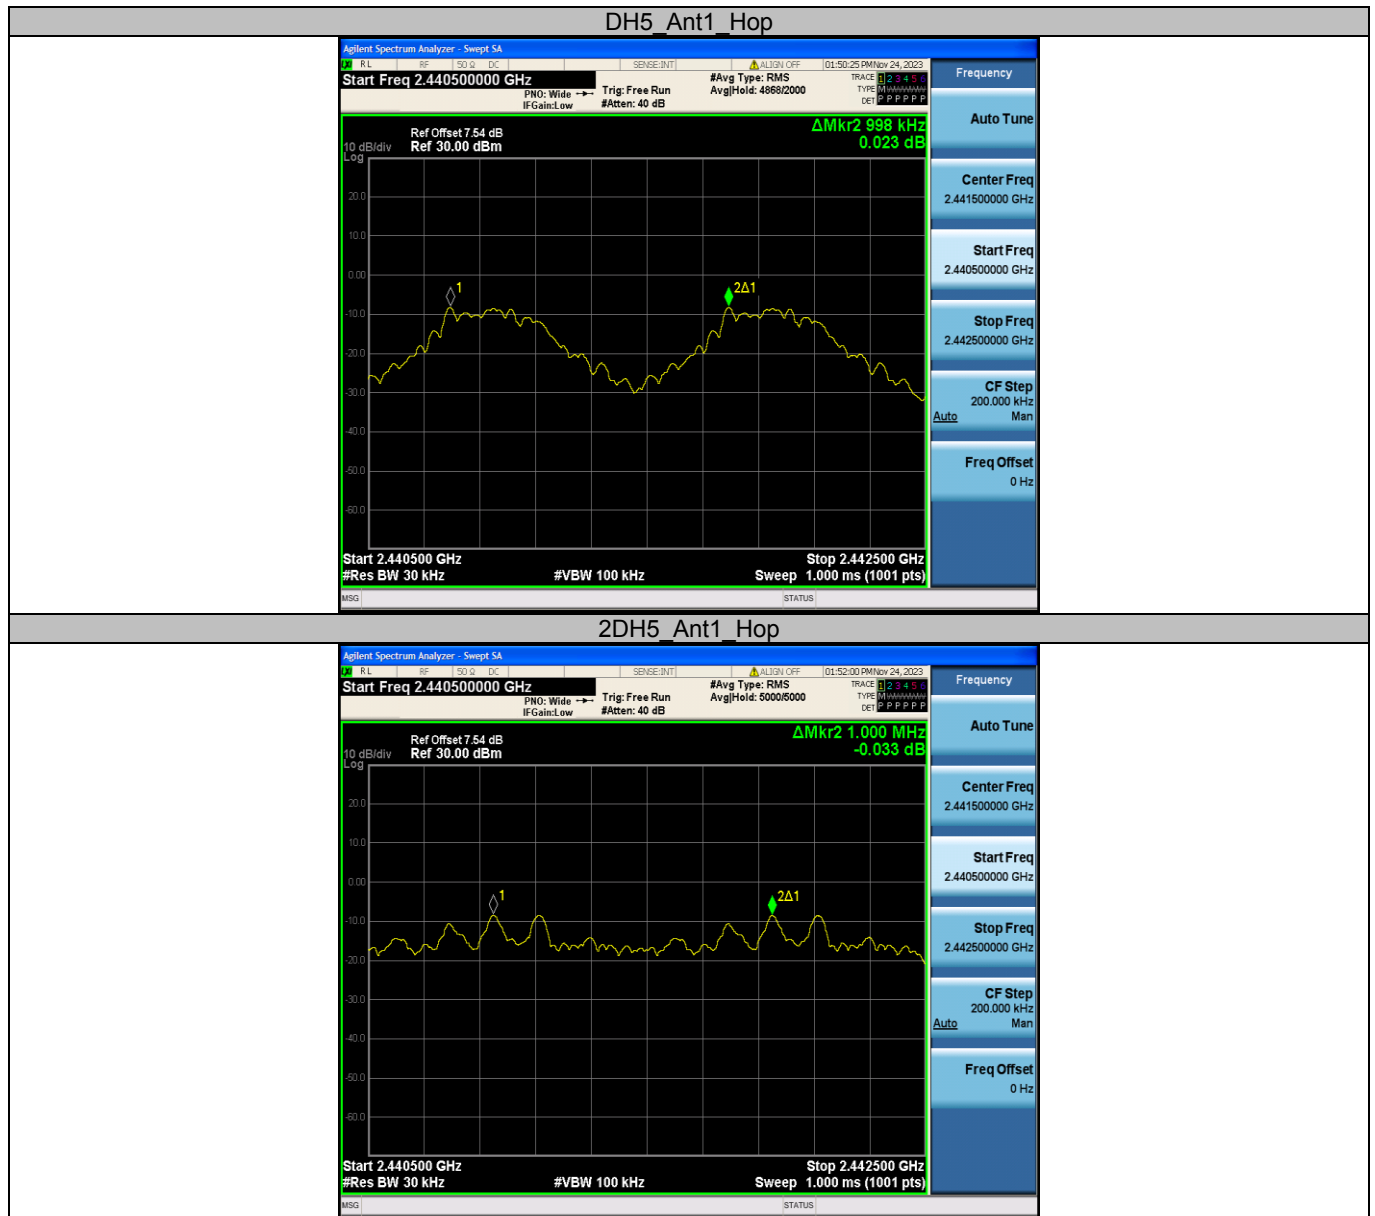 DH5_Ant1_Hop
Agilent Spectrum Analyzer - Swept SA
RL RF 50 Ω DC SENSE:INT ALIGN OFF 01:50:25 PM Nov 24, 2023
Start Freq 2.440500000 GHz
PNO: Wide
IFGain:Low
Trig: Free Run
#Atten: 40 dB
#Avg Type: RMS
Avg|Hold: 4868/2000
TRACE 1 2 3 4 5 6
TYPE M
DET P P P P P P
Frequency
Auto Tune
Center Freq
2.441500000 GHz
Start Freq
2.440500000 GHz
Stop Freq
2.442500000 GHz
CF Step
200.000 kHz
Auto Man
Freq Offset
0 Hz
ΔMkr2 998 kHz
0.023 dB
Ref Offset 7.54 dB
10 dB/div Ref 30.00 dBm
Log
20.0
10.0
0.00
-10.0
-20.0
-30.0
-40.0
-50.0
-60.0
1
2Δ1
Start 2.440500 GHz Stop 2.442500 GHz
#Res BW 30 kHz #VBW 100 kHz Sweep 1.000 ms (1001 pts)
MSG STATUS
2DH5_Ant1_Hop
Agilent Spectrum Analyzer - Swept SA
RL RF 50 Ω DC SENSE:INT ALIGN OFF 01:52:00 PM Nov 24, 2023
Start Freq 2.440500000 GHz
PNO: Wide
IFGain:Low
Trig: Free Run
#Atten: 40 dB
#Avg Type: RMS
Avg|Hold: 5000/5000
TRACE 1 2 3 4 5 6
TYPE M
DET P P P P P P
Frequency
Auto Tune
Center Freq
2.441500000 GHz
Start Freq
2.440500000 GHz
Stop Freq
2.442500000 GHz
CF Step
200.000 kHz
Auto Man
Freq Offset
0 Hz
ΔMkr2 1.000 MHz
-0.033 dB
Ref Offset 7.54 dB
10 dB/div Ref 30.00 dBm
Log
20.0
10.0
0.00
-10.0
-20.0
-30.0
-40.0
-50.0
-60.0
1
2Δ1
Start 2.440500 GHz Stop 2.442500 GHz
#Res BW 30 kHz #VBW 100 kHz Sweep 1.000 ms (1001 pts)
MSG STATUS